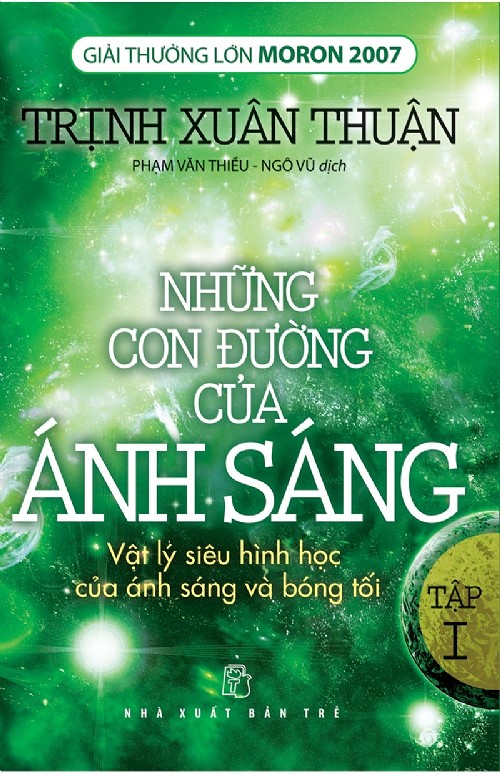 GIẢI THƯỞNG LỚN MORON 2007
TRỊNH XUÂN THUẬN
PHẠM VĂN THIỀU - NGÔ VŨ dịch
NHỮNG
CON ĐƯỜNG
CỦA
ÁNH SÁNG
Vật lý siêu hình học
của ánh sáng và bóng tối
TẬP
I
NHÀ XUẤT BẢN TRẺ